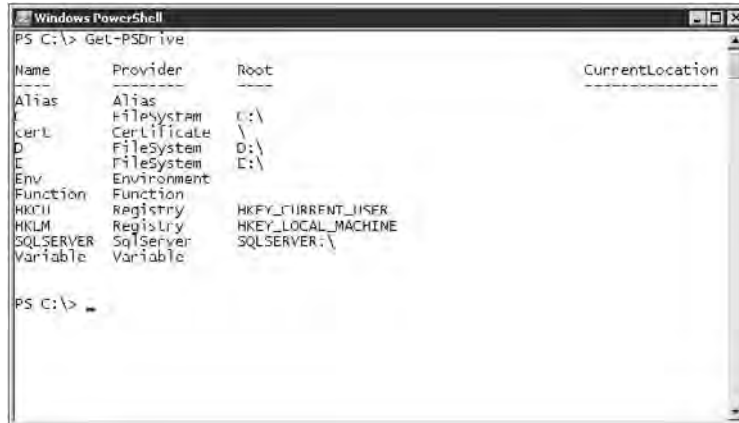 Windows PowerShell
PS C:\> Get-PSDrive
Name Provider Root CurrentLocation
---- -------- ---- ---------------
Alias Alias
C FileSystem C:\
cert Certificate \
D FileSystem D:\
E FileSystem E:\
Env Environment
Function Function
HKCU Registry HKEY_CURRENT_USER
HKLM Registry HKEY_LOCAL_MACHINE
SQLSERVER SqlServer SQLSERVER:\
Variable Variable
PS C:\> _